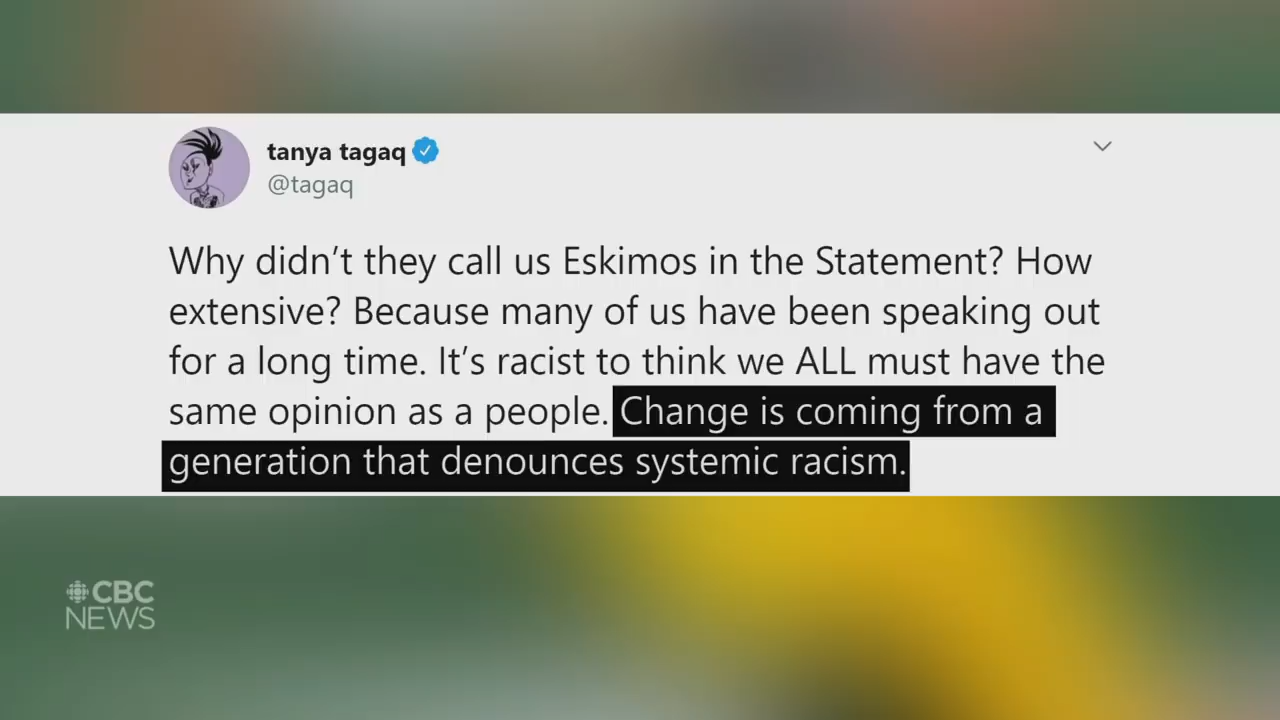 tanya tagaq
@tagaq
Why didn’t they call us Eskimos in the Statement? How
extensive? Because many of us have been speaking out
for a long time. It’s racist to think we ALL must have the
same opinion as a people. Change is coming from a
generation that denounces systemic racism.
CBC
NEWS